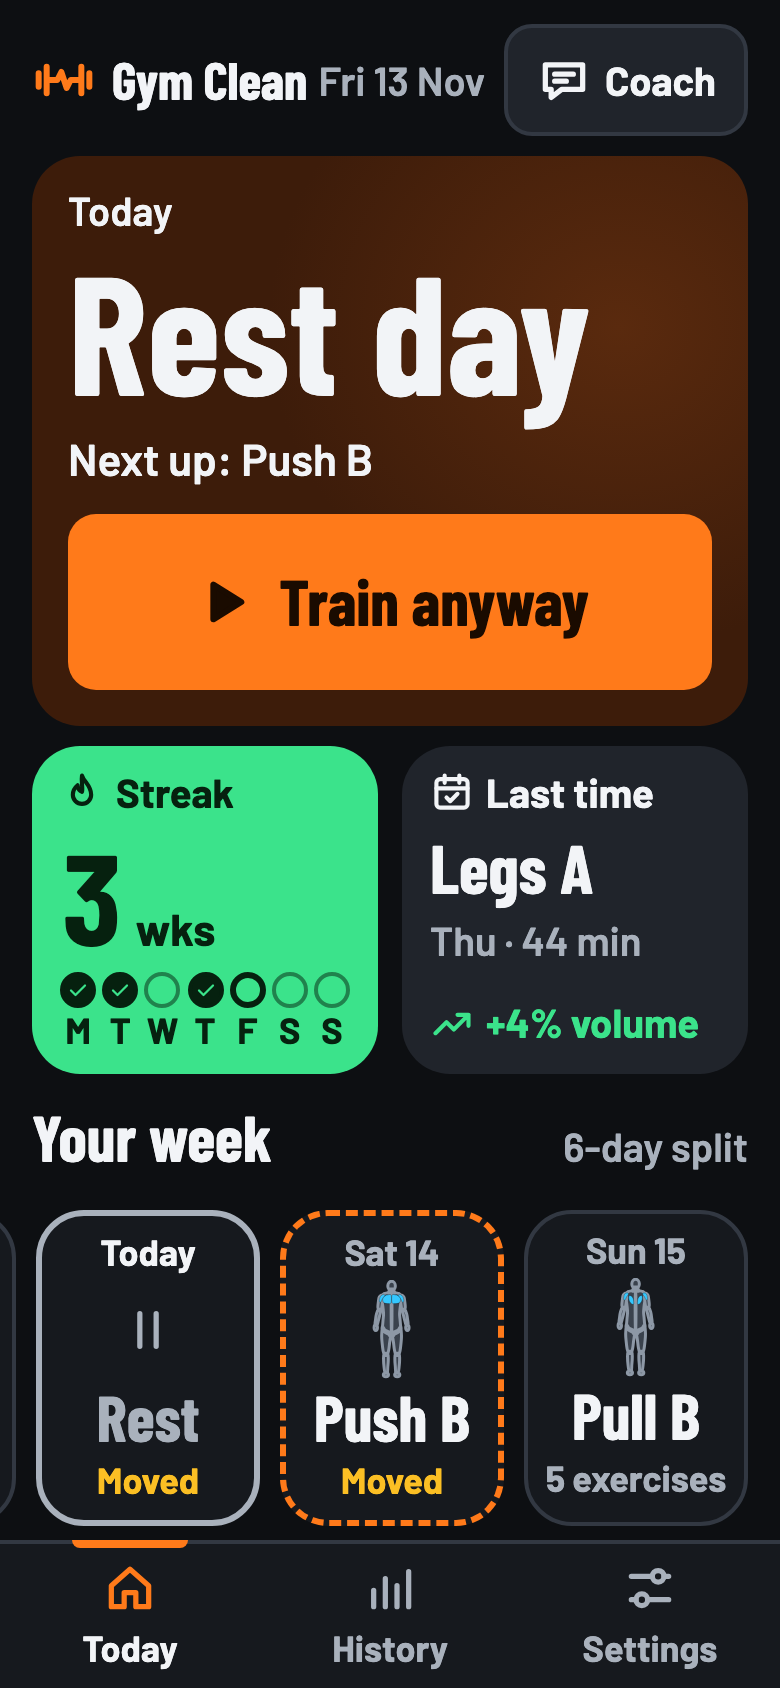 Gym Clean Fri 13 Nov Coach
Today
Rest day
Next up: Push B
Train anyway
Streak
3 wks
M T W T F S S
Last time
Legs A
Thu · 44 min
+4% volume
Your week
6-day split
Today
Rest
Moved
Sat 14
Push B
Moved
Sun 15
Pull B
5 exercises
Today
History
Settings